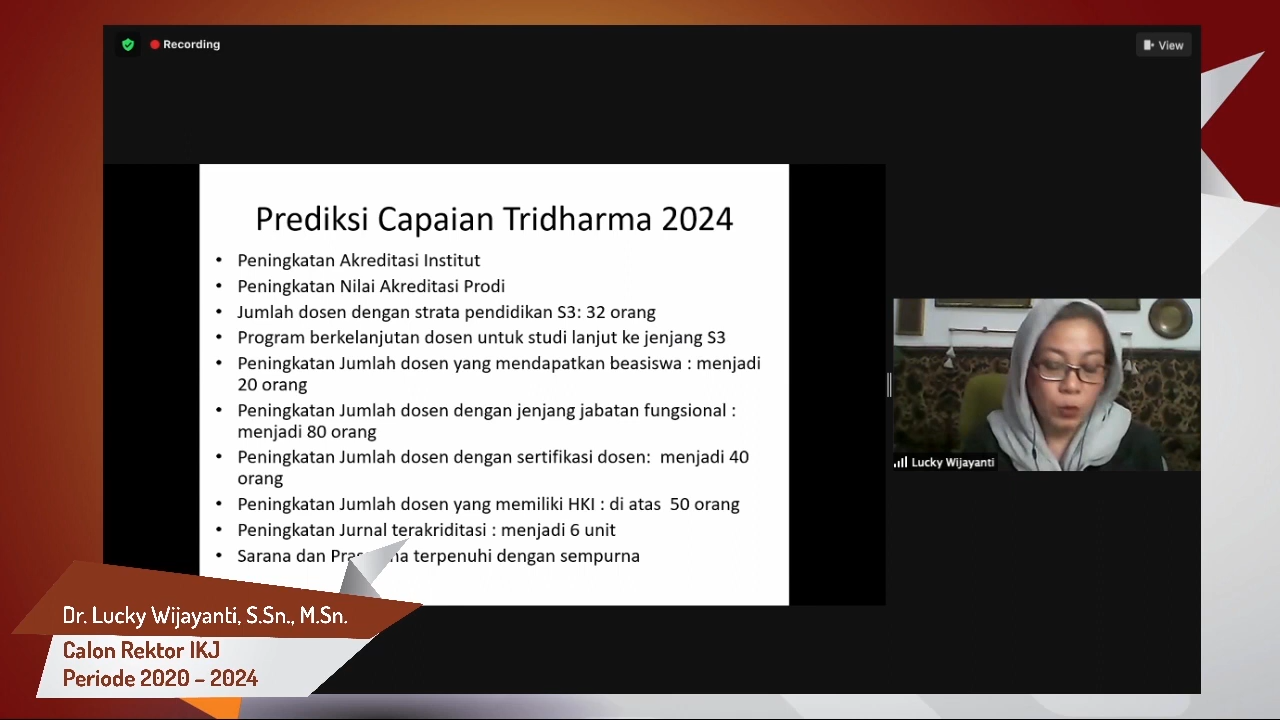 Recording
View
Prediksi Capaian Tridharma 2024
• Peningkatan Akreditasi Institut
• Peningkatan Nilai Akreditasi Prodi
• Jumlah dosen dengan strata pendidikan S3: 32 orang
• Program berkelanjutan dosen untuk studi lanjut ke jenjang S3
• Peningkatan Jumlah dosen yang mendapatkan beasiswa : menjadi
20 orang
• Peningkatan Jumlah dosen dengan jenjang jabatan fungsional :
menjadi 80 orang
• Peningkatan Jumlah dosen dengan sertifikasi dosen: menjadi 40
orang
• Peningkatan Jumlah dosen yang memiliki HKI : di atas 50 orang
• Peningkatan Jurnal terakriditasi : menjadi 6 unit
• Sarana dan terpenuhi dengan sempurna
Lucky Wijayanti
Dr. Lucky Wijayanti, S.Sn., M.Sn.
Calon Rektor IKJ
Periode 2020 – 2024